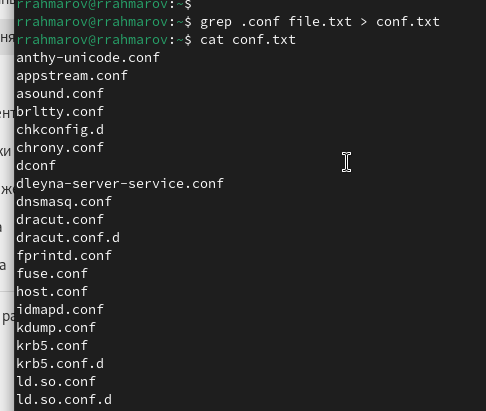 rrahmarov@rrahmarov:~$
rrahmarov@rrahmarov:~$ grep .conf file.txt > conf.txt
rrahmarov@rrahmarov:~$ cat conf.txt
anthy-unicode.conf
appstream.conf
asound.conf
brltty.conf
chkconfig.d
chrony.conf
dconf
dleyna-server-service.conf
dnsmasq.conf
dracut.conf
dracut.conf.d
fprintd.conf
fuse.conf
host.conf
idmapd.conf
kdump.conf
krb5.conf
krb5.conf.d
ld.so.conf
ld.so.conf.d